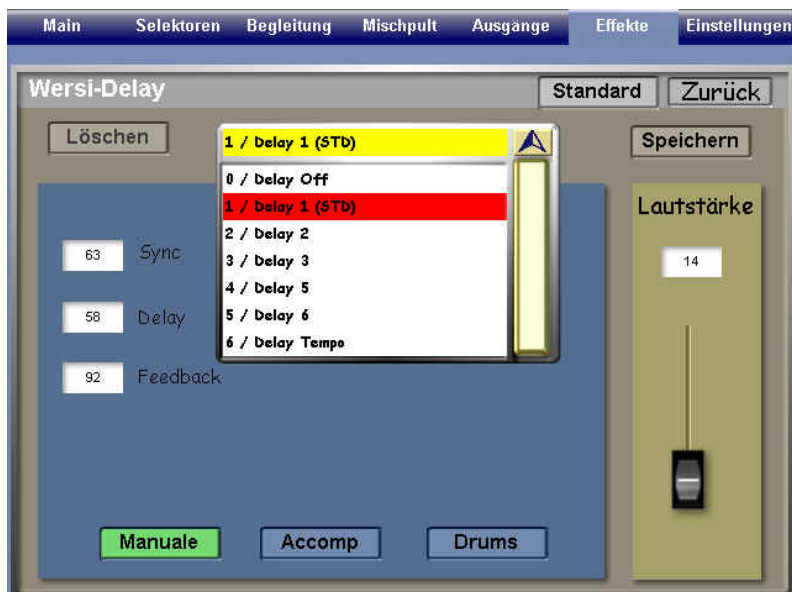 Main Selektoren Begleitung Mischpult Ausgänge Effekte Einstellungen
Wersi-Delay Standard Zurück
Löschen 1 / Delay 1 (STD) Speichern
0 / Delay Off
1 / Delay 1 (STD)
2 / Delay 2
3 / Delay 3
4 / Delay 5
5 / Delay 6
6 / Delay Tempo
63 Sync
58 Delay
92 Feedback
Lautstärke
14
Manuale Accomp Drums